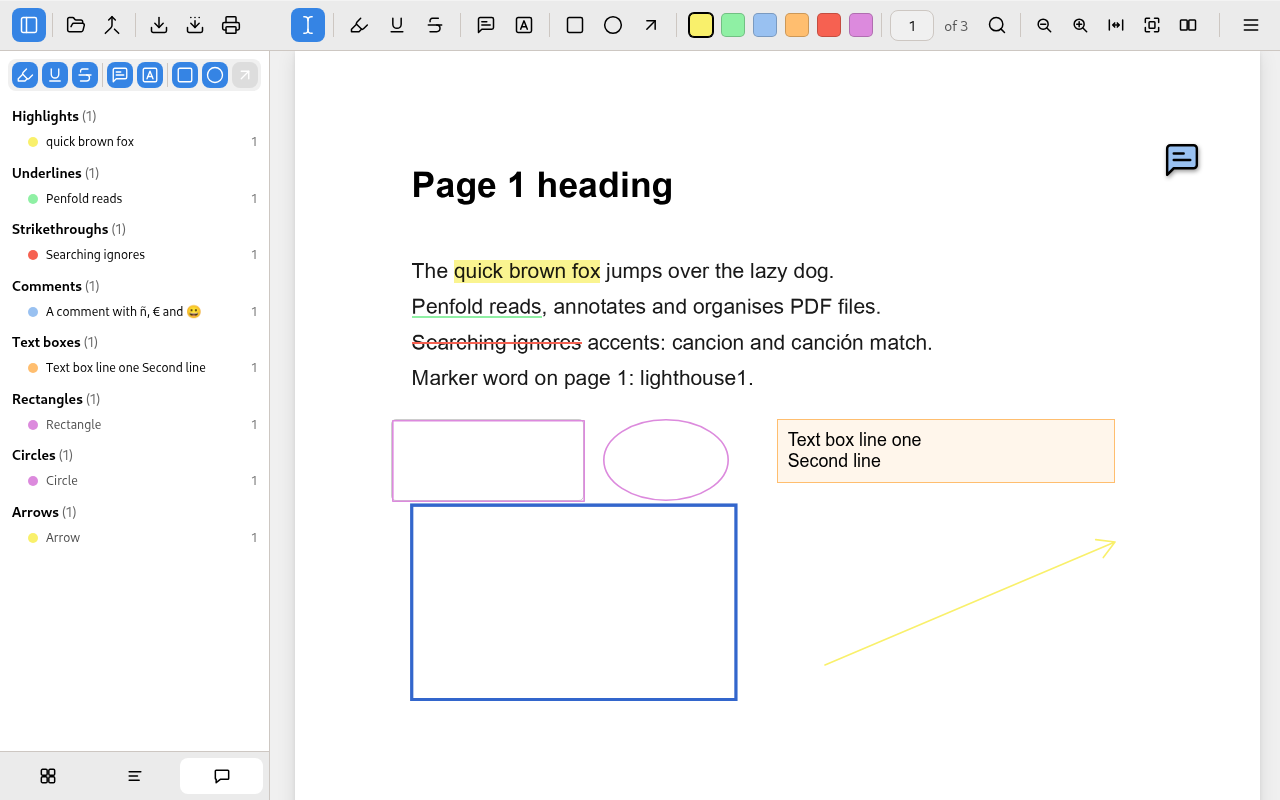 1 of 3
Highlights (1)
quick brown fox 1
Underlines (1)
Penfold reads 1
Strikethroughs (1)
Searching ignores 1
Comments (1)
A comment with ñ, € and 😀 1
Text boxes (1)
Text box line one Second line 1
Rectangles (1)
Rectangle 1
Circles (1)
Circle 1
Arrows (1)
Arrow 1
Page 1 heading
The quick brown fox jumps over the lazy dog.
Penfold reads, annotates and organises PDF files.
Searching ignores accents: cancion and canción match.
Marker word on page 1: lighthouse1.
Text box line one
Second line